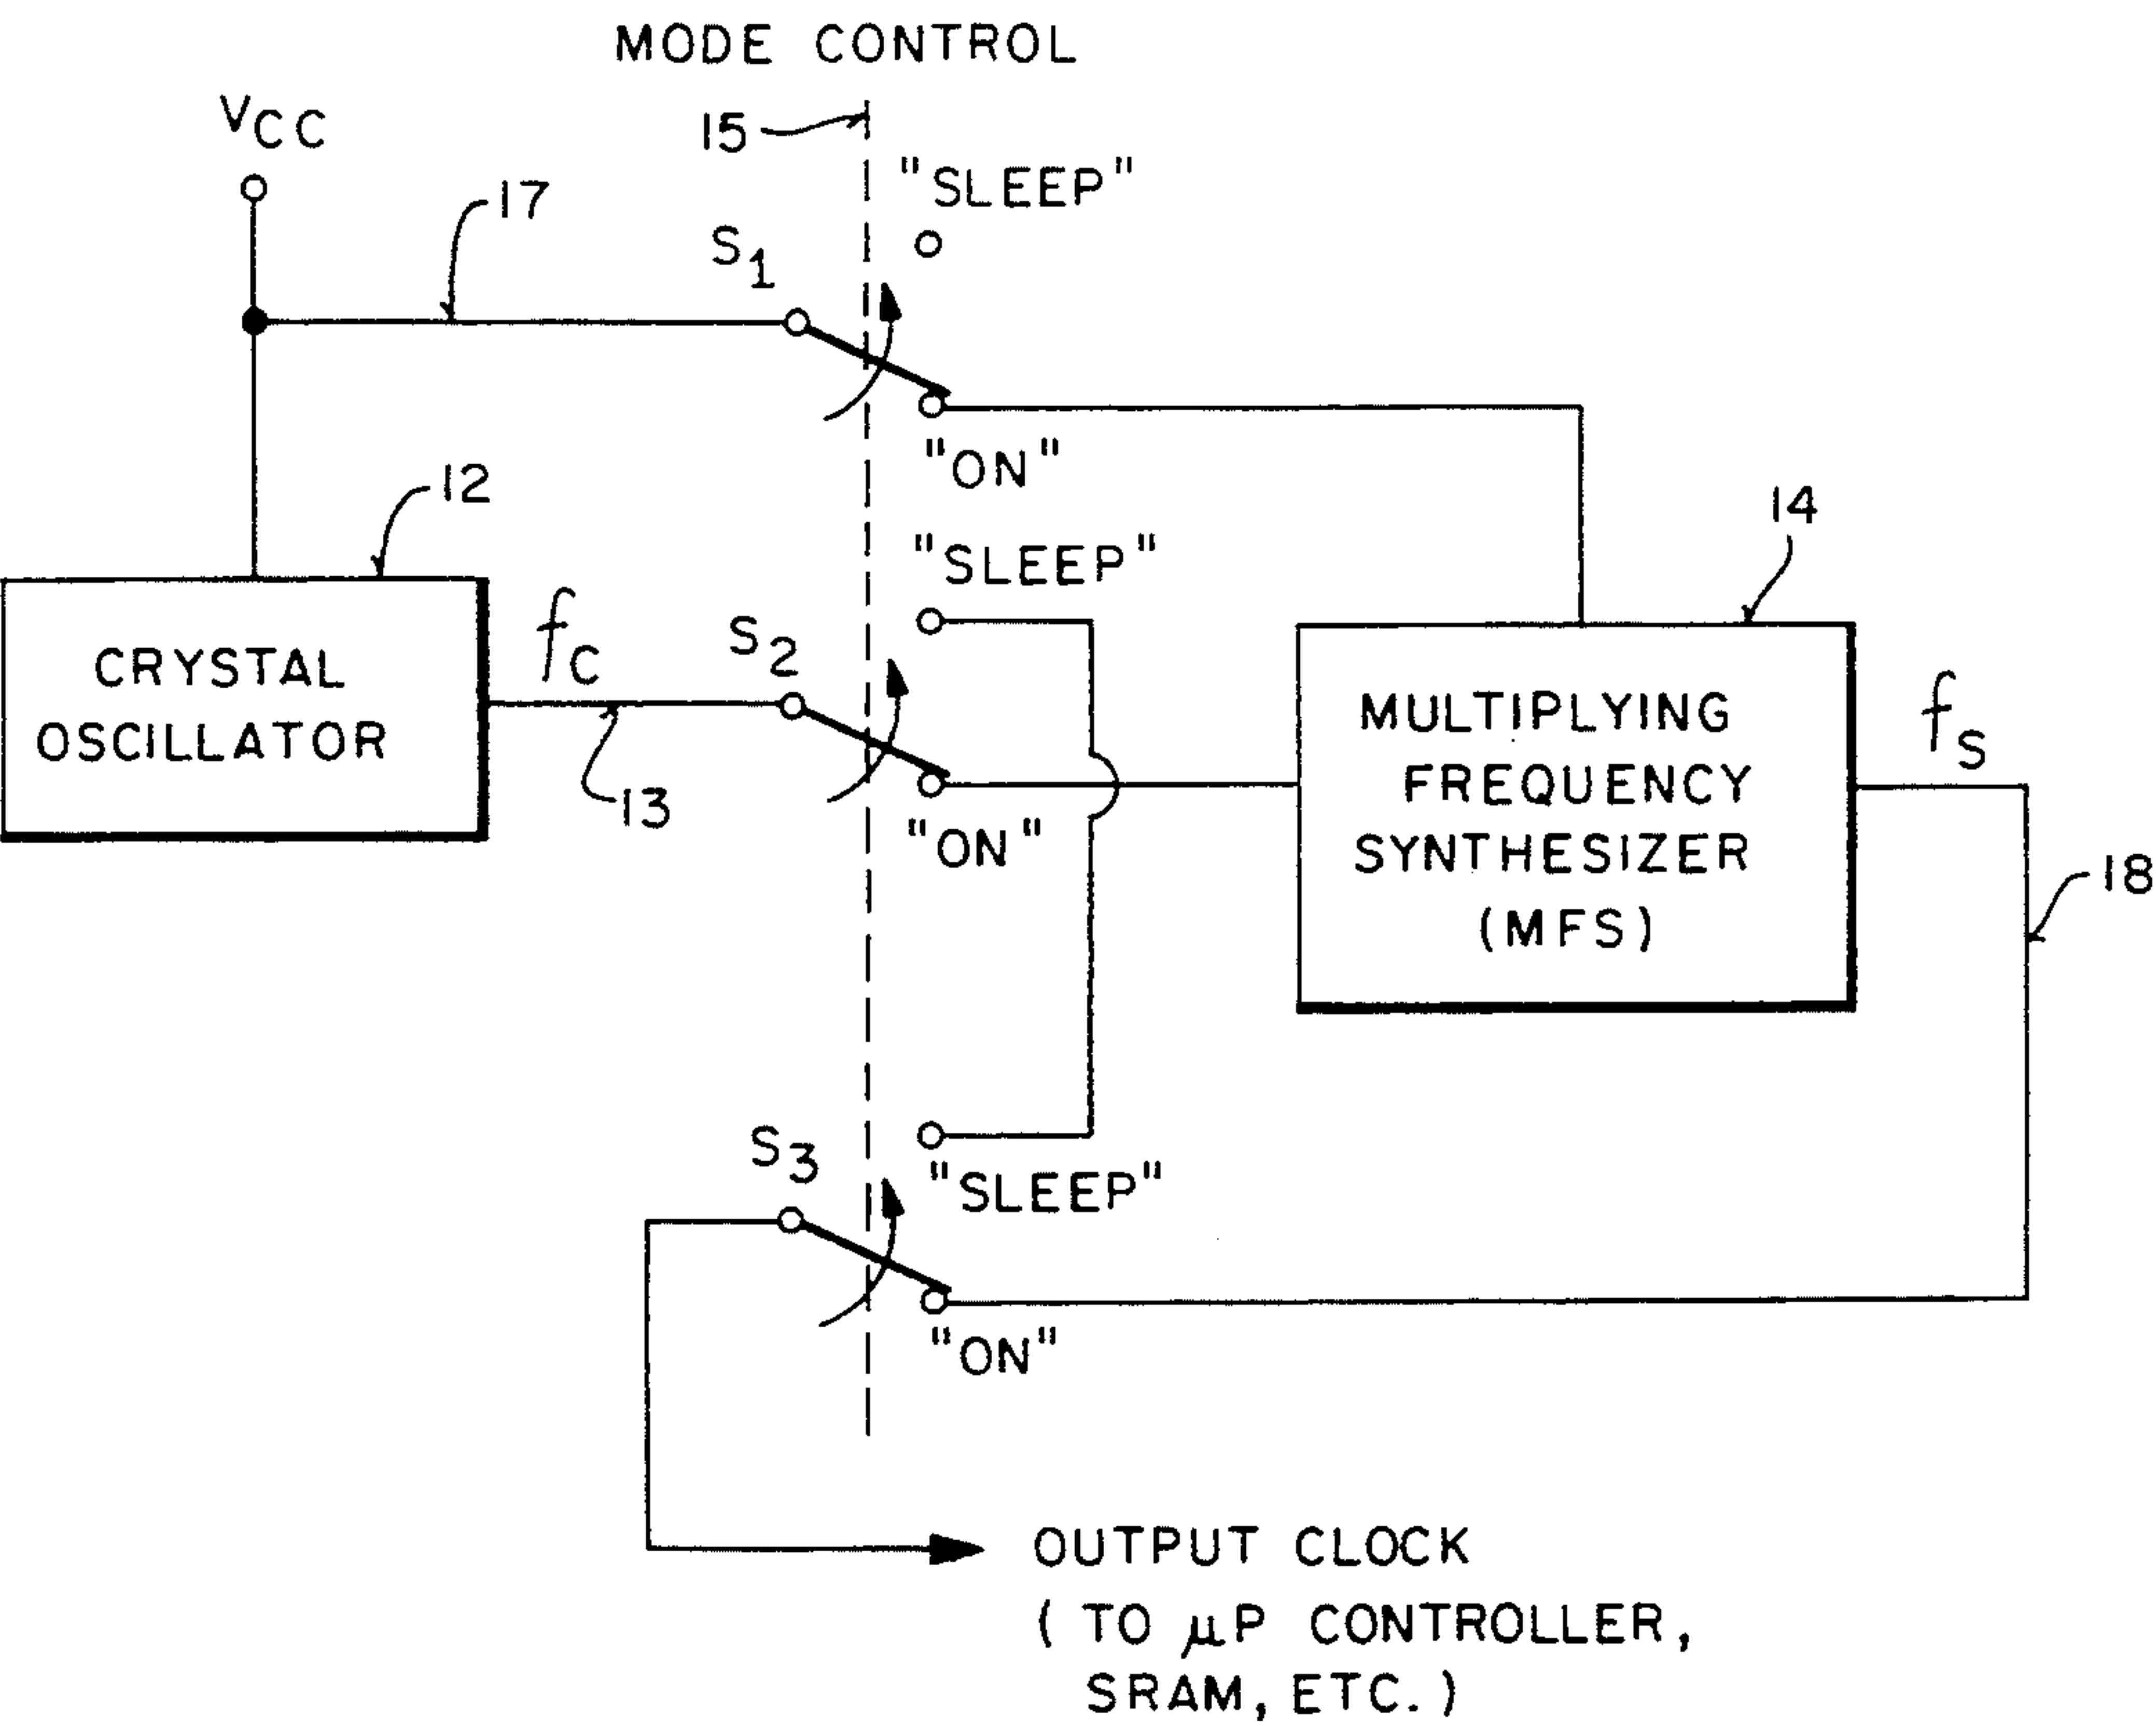 MODE CONTROL
VCC
15
"SLEEP"
17
S1
"ON"
12
14
"SLEEP"
CRYSTAL
OSCILLATOR
fC
S2
13
"ON"
MULTIPLYING
FREQUENCY
SYNTHESIZER
(MFS)
fS
18
S3
"SLEEP"
"ON"
OUTPUT CLOCK
( TO μP CONTROLLER,
SRAM, ETC. )